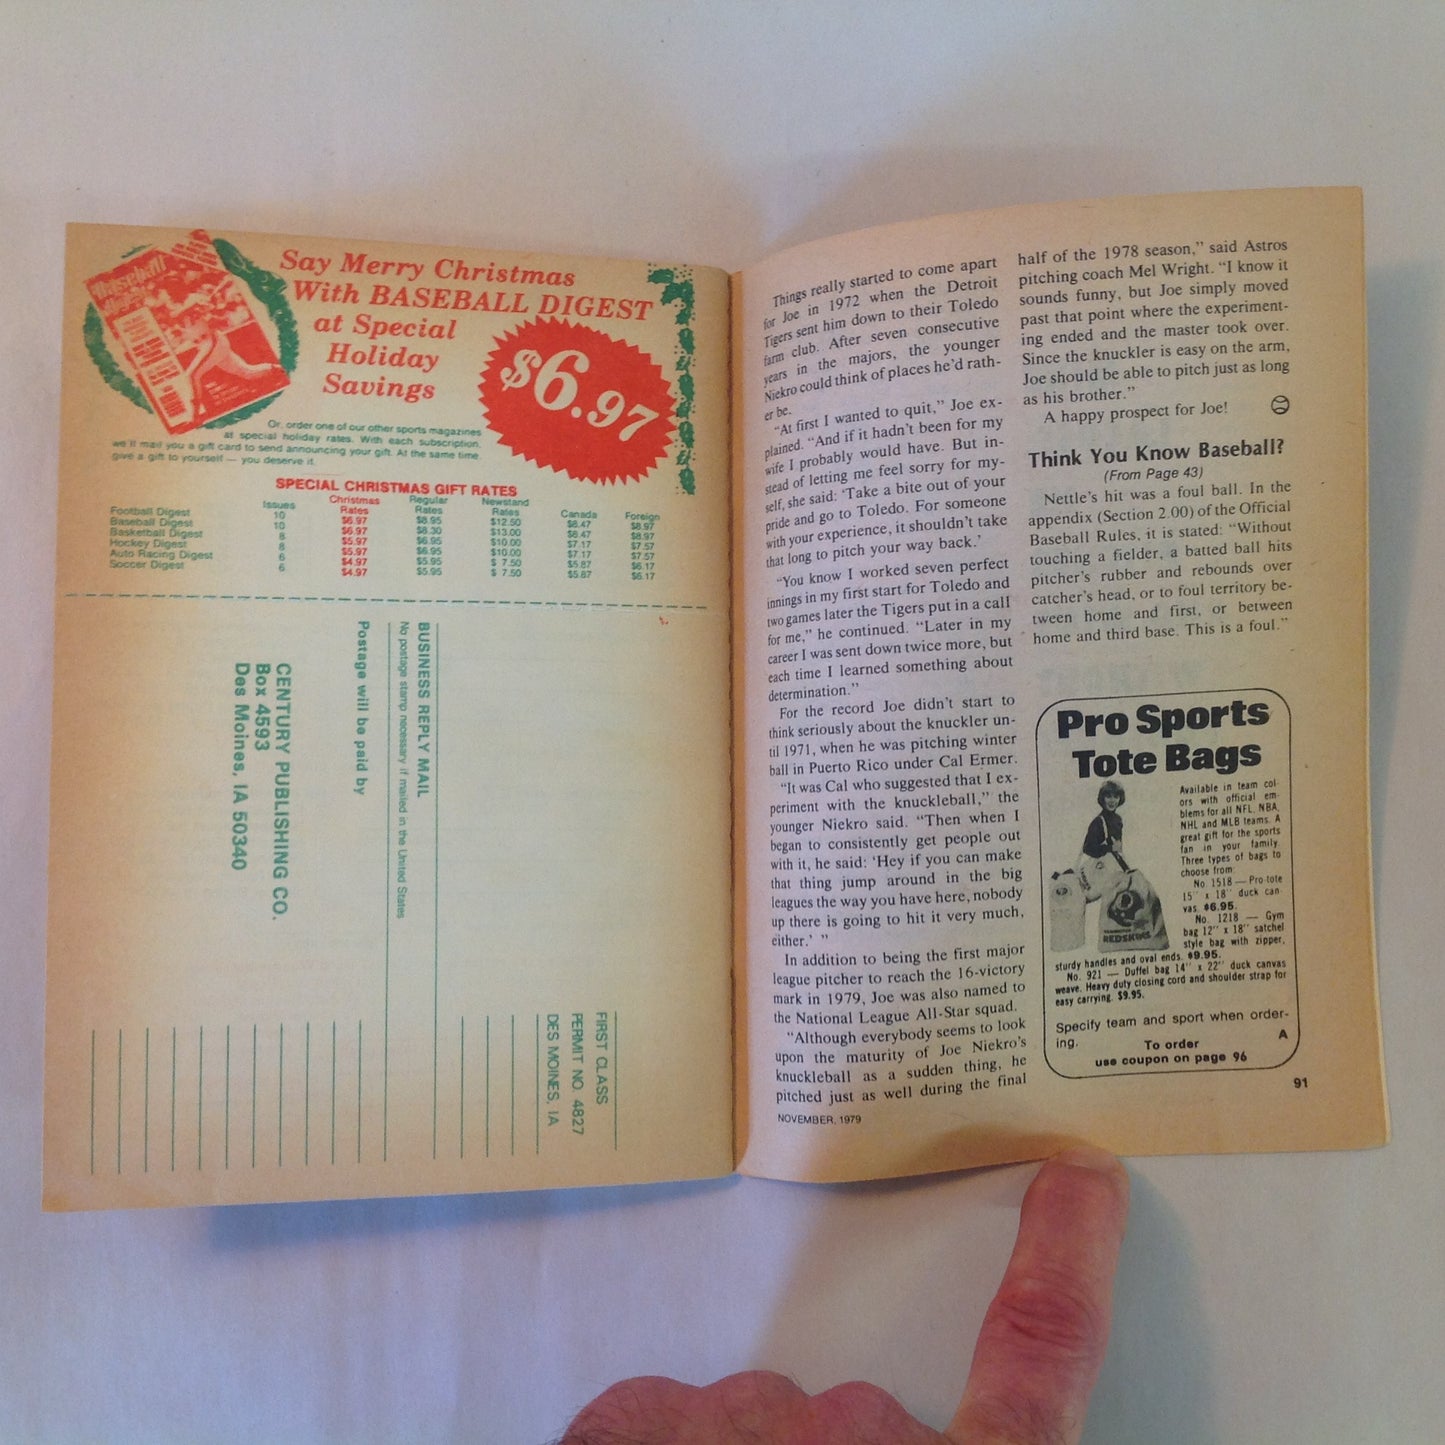 Baseball
Digest
Say Merry Christmas
With BASEBALL DIGEST
at Special
Holiday
Savings
$6.97
Or, order one of our other sports magazines
at special holiday rates. With each subscription,
we'll mail you a gift card to send announcing your gift. At the same time,
give a gift to yourself — you deserve it.
SPECIAL CHRISTMAS GIFT RATES
Issues Christmas Rates Regular Rates Newstand Rates Canada Foreign
Football Digest 10 $6.97 $8.95 $12.50 $8.47 $8.97
Baseball Digest 10 $6.97 $8.30 $13.00 $8.47 $8.97
Basketball Digest 8 $5.97 $6.95 $10.00 $7.17 $7.57
Hockey Digest 8 $5.97 $6.95 $10.00 $7.17 $7.57
Auto Racing Digest 6 $4.97 $5.95 $ 7.50 $5.87 $6.17
Soccer Digest 6 $4.97 $5.95 $ 7.50 $5.87 $6.17
FIRST CLASS
PERMIT NO. 4827
DES MOINES, IA
BUSINESS REPLY MAIL
No postage stamp necessary if mailed in the United States
Postage will be paid by
CENTURY PUBLISHING CO.
Box 4593
Des Moines, IA 50340
Things really started to come apart
for Joe in 1972 when the Detroit
Tigers sent him down to their Toledo
farm club. After seven consecutive
years in the majors, the younger
Niekro could think of places he'd rath-
er be.
"At first I wanted to quit," Joe ex-
plained. "And if it hadn't been for my
wife I probably would have. But in-
stead of letting me feel sorry for my-
self, she said: 'Take a bite out of your
pride and go to Toledo. For someone
with your experience, it shouldn't take
that long to pitch your way back.'
"You know I worked seven perfect
innings in my first start for Toledo and
two games later the Tigers put in a call
for me," he continued. "Later in my
career I was sent down twice more, but
each time I learned something about
determination."
For the record Joe didn't start to
think seriously about the knuckler un-
til 1971, when he was pitching winter
ball in Puerto Rico under Cal Ermer.
"It was Cal who suggested that I ex-
periment with the knuckleball," the
younger Niekro said. "Then when I
began to consistently get people out
with it, he said: 'Hey if you can make
that thing jump around in the big
leagues the way you have here, nobody
up there is going to hit it very much,
either.' "
In addition to being the first major
league pitcher to reach the 16-victory
mark in 1979, Joe was also named to
the National League All-Star squad.
"Although everybody seems to look
upon the maturity of Joe Niekro's
knuckleball as a sudden thing, he
pitched just as well during the final
NOVEMBER, 1979
half of the 1978 season," said Astros
pitching coach Mel Wright. "I know it
sounds funny, but Joe simply moved
past that point where the experiment-
ing ended and the master took over.
Since the knuckler is easy on the arm,
Joe should be able to pitch just as long
as his brother."
A happy prospect for Joe!
Think You Know Baseball?
(From Page 43)
Nettle's hit was a foul ball. In the
appendix (Section 2.00) of the Official
Baseball Rules, it is stated: "Without
touching a fielder, a batted ball hits
pitcher's rubber and rebounds over
catcher's head, or to foul territory be-
tween home and first, or between
home and third base. This is a foul."
Pro Sports
Tote Bags
Available in team col-
ors with official em-
blems for all NFL, NBA,
NHL and MLB teams. A
great gift for the sports
fan in your family.
Three types of bags to
choose from:
No. 1518 — Pro-tote
15'' x 18'' duck can-
vas. $6.95.
No. 1218 — Gym
bag 12'' x 18'' satchel
style bag with zipper,
sturdy handles and oval ends. $9.95.
No. 921 — Duffel bag 14'' x 22'' duck canvas
weave. Heavy duty closing cord and shoulder strap for
easy carrying. $9.95.
REDSKINS
Specify team and sport when order-
ing. A
To order
use coupon on page 96
91